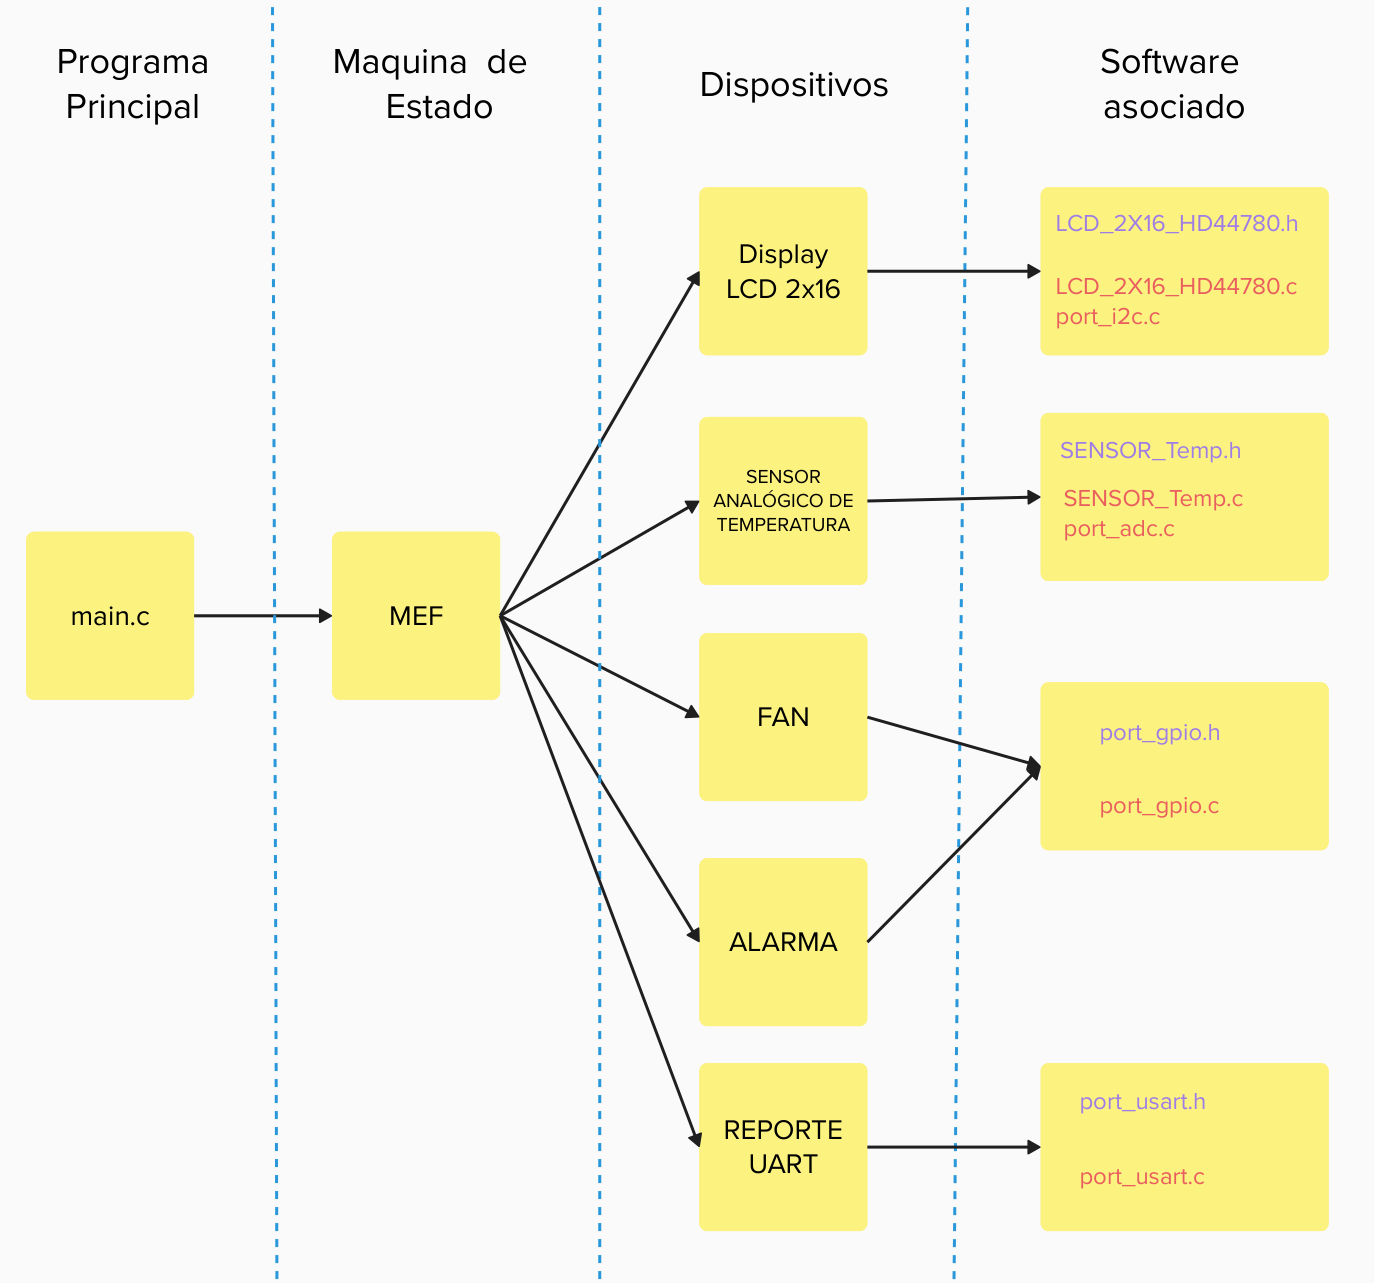 Programa
Principal
Maquina de
Estado
Dispositivos
Software
asociado
main.c
MEF
Display
LCD 2x16
SENSOR
ANALÓGICO DE
TEMPERATURA
FAN
ALARMA
REPORTE
UART
LCD_2X16_HD44780.h
LCD_2X16_HD44780.c
port_i2c.c
SENSOR_Temp.h
SENSOR_Temp.c
port_adc.c
port_gpio.h
port_gpio.c
port_usart.h
port_usart.c